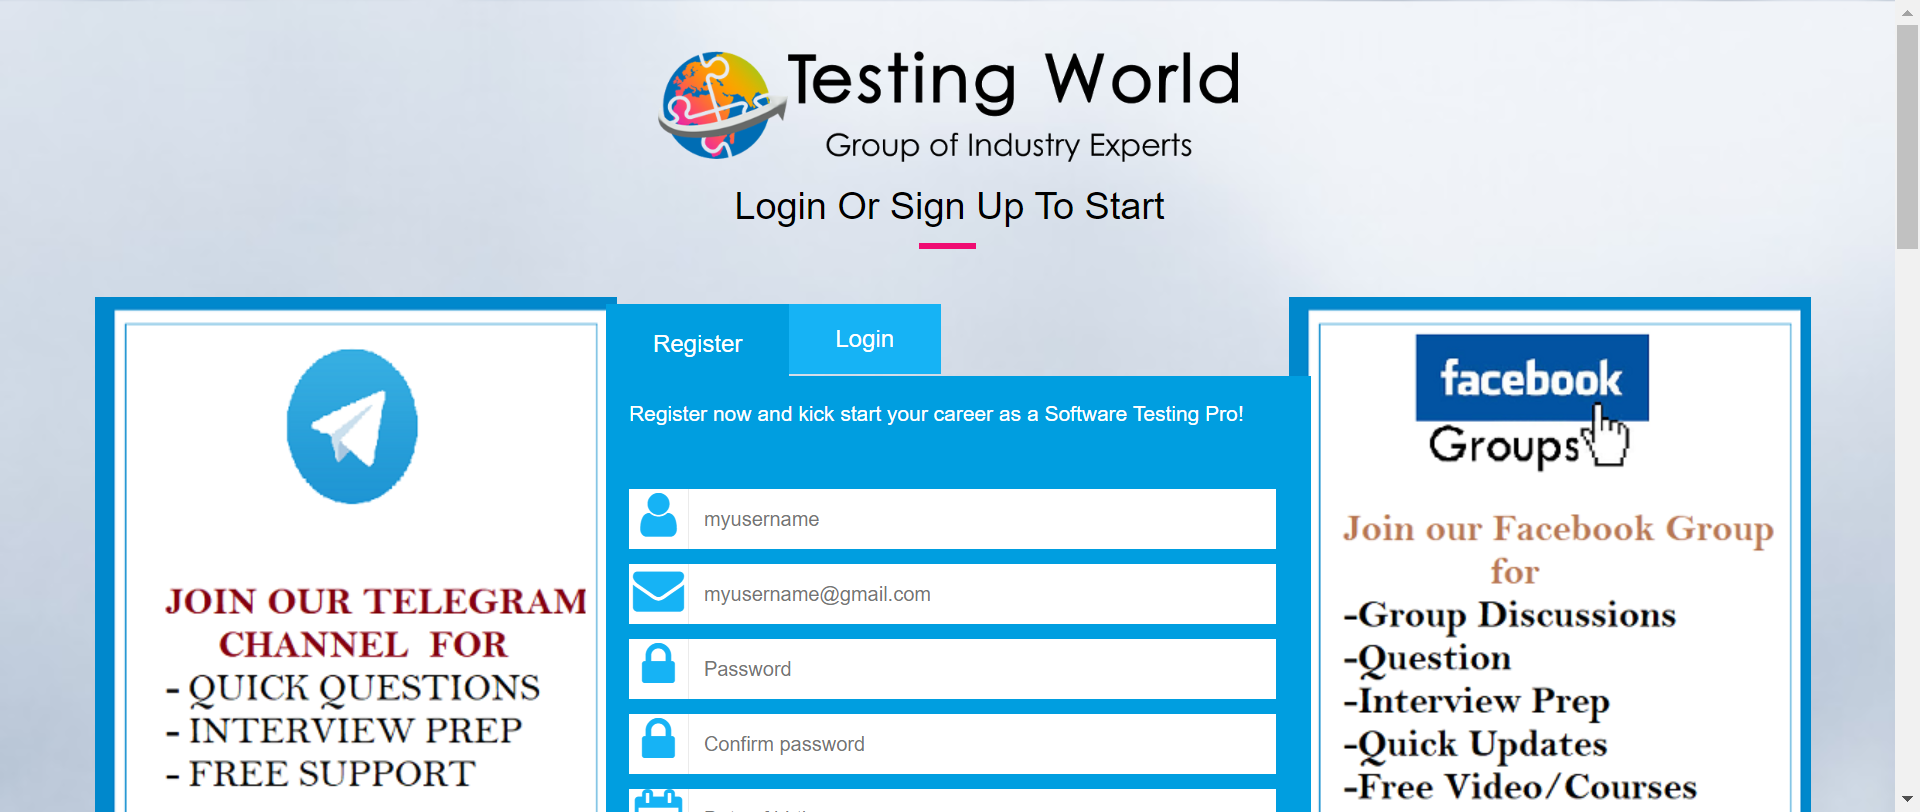 Testing World
Group of Industry Experts
Login Or Sign Up To Start
JOIN OUR TELEGRAM
CHANNEL FOR
- QUICK QUESTIONS
- INTERVIEW PREP
- FREE SUPPORT
Register
Login
Register now and kick start your career as a Software Testing Pro!
myusername
myusername@gmail.com
Password
Confirm password
facebook
Groups
Join our Facebook Group
for
-Group Discussions
-Question
-Interview Prep
-Quick Updates
-Free Video/Courses